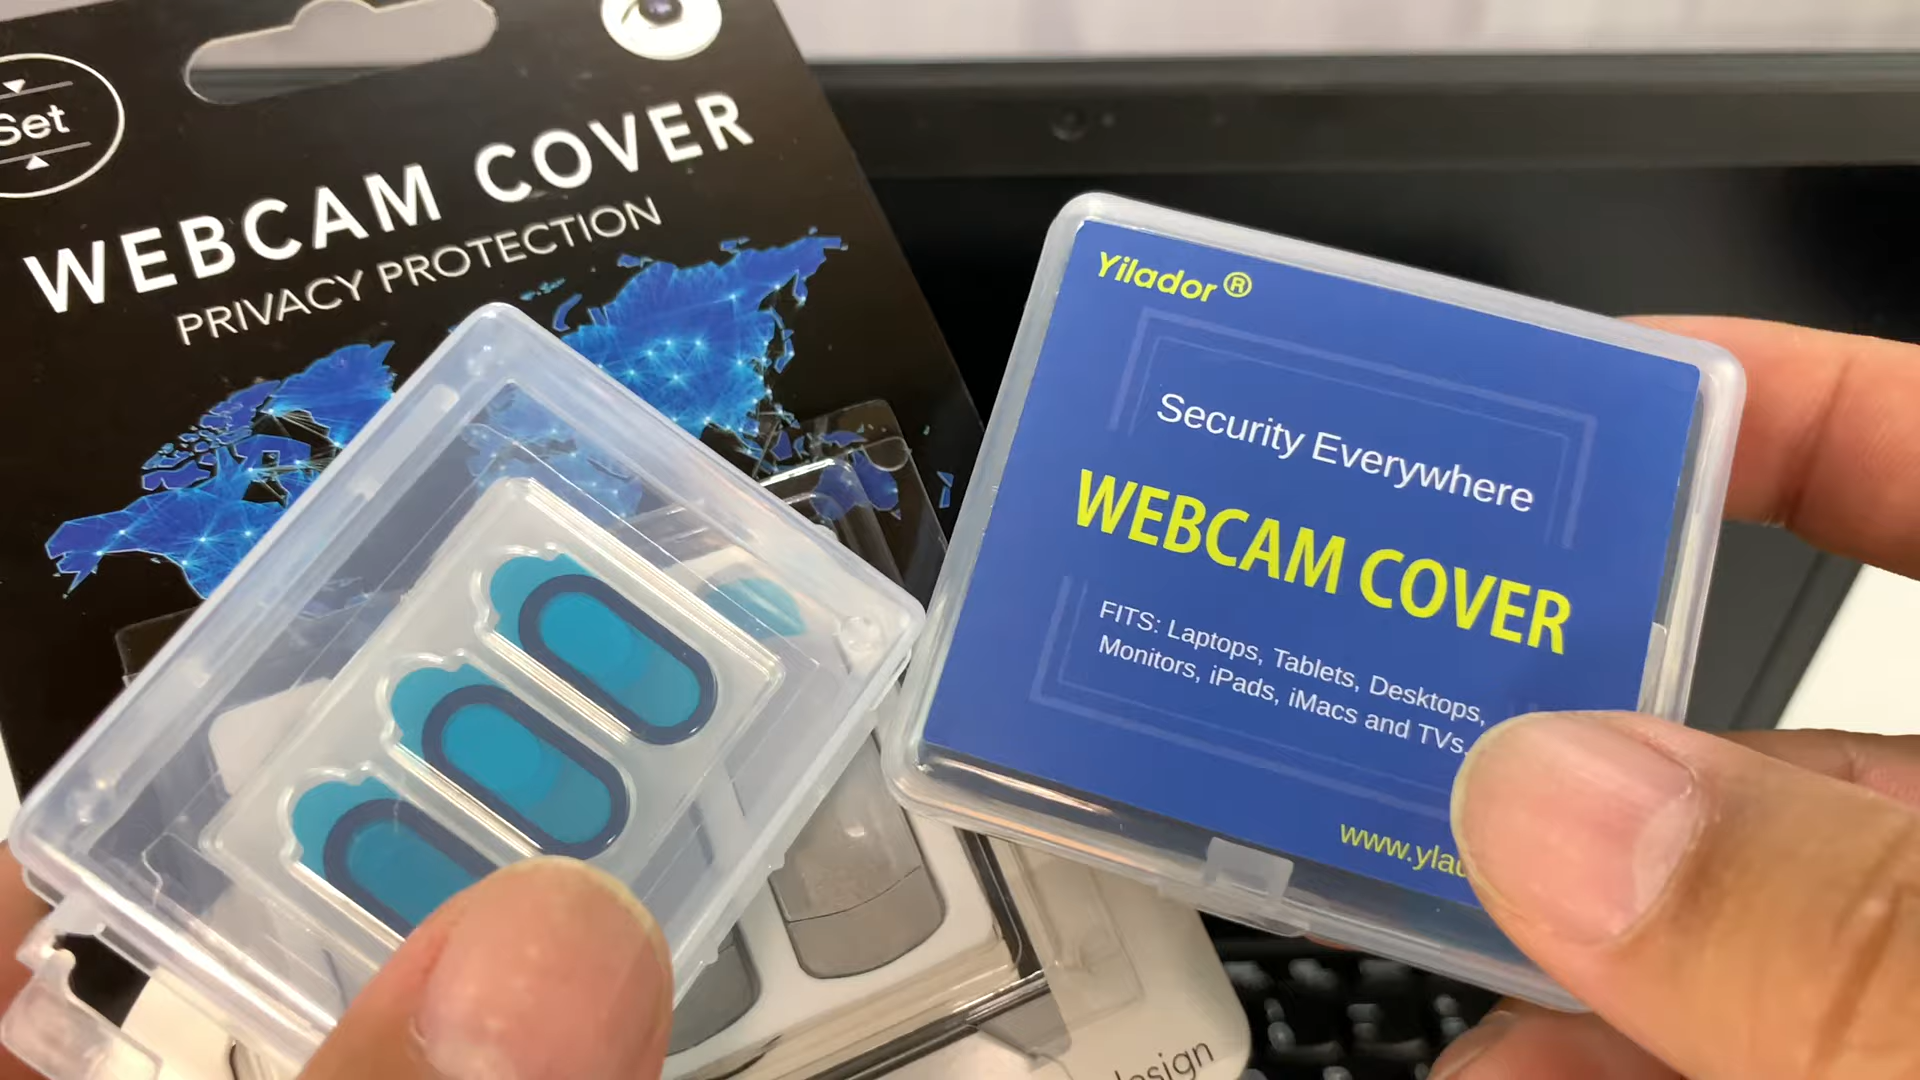 Set
WEBCAM COVER
PRIVACY PROTECTION
Yilador®
Security Everywhere
WEBCAM COVER
FITS: Laptops, Tablets, Desktops,
Monitors, iPads, iMacs and TVs.